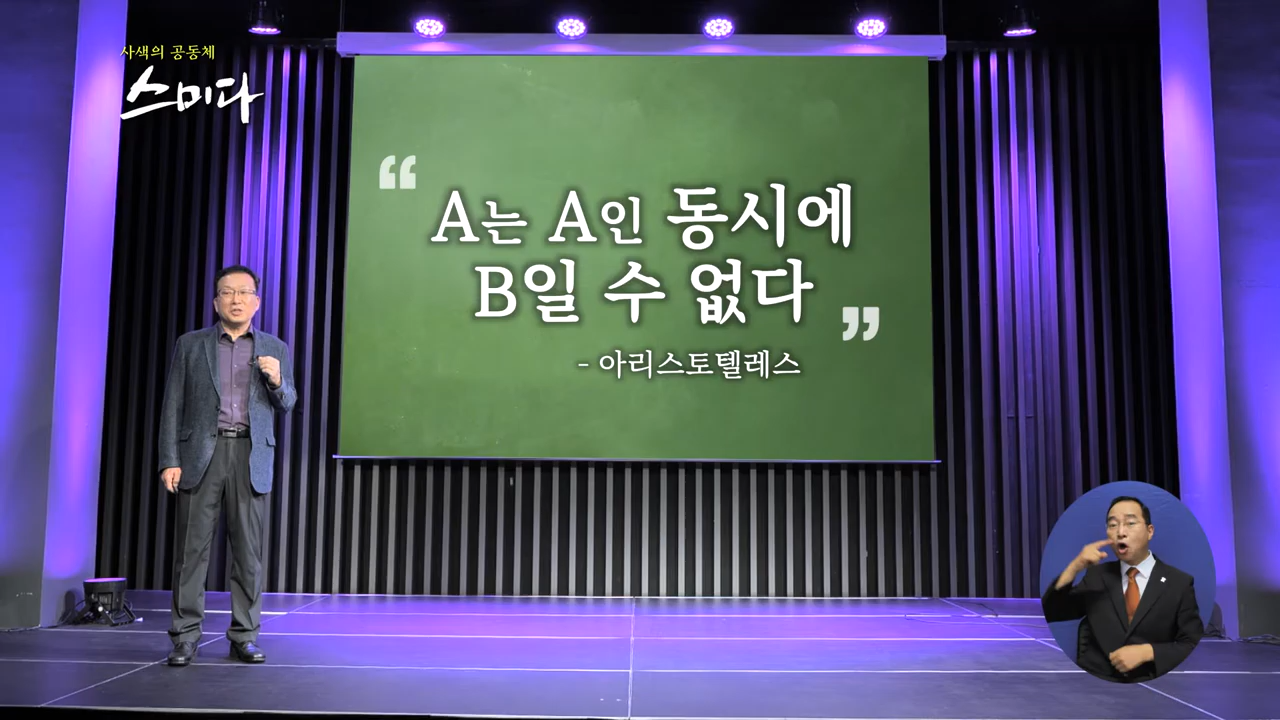 사색의 공동체
스미다
“A는 A인 동시에
B일 수 없다”
- 아리스토텔레스